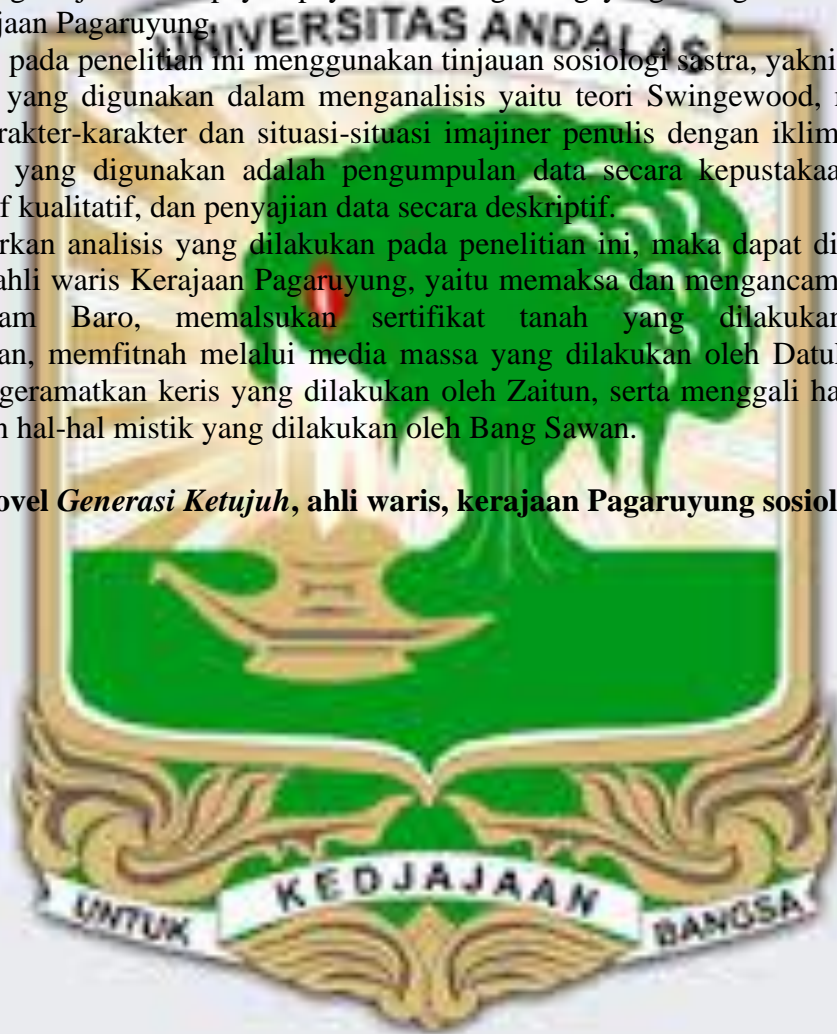 jaan Pagaruyung.
UNIVERSITAS ANDALAS
pada penelitian ini menggunakan tinjauan sosiologi sastra, yakni
yang digunakan dalam menganalisis yaitu teori Swingewood,
rakter-karakter dan situasi-situasi imajiner penulis dengan iklim
yang digunakan adalah pengumpulan data secara kepustakaa
f kualitatif, dan penyajian data secara deskriptif.
rkan analisis yang dilakukan pada penelitian ini, maka dapat di
ahli waris Kerajaan Pagaruyung, yaitu memaksa dan mengancam
am Baro, memalsukan sertifikat tanah yang dilakukan
an, memfitnah melalui media massa yang dilakukan oleh Datu
geramatkan keris yang dilakukan oleh Zaitun, serta menggali ha
n hal-hal mistik yang dilakukan oleh Bang Sawan.
ovel Generasi Ketujuh, ahli waris, kerajaan Pagaruyung sosiol
UNTUK KEDJAJAAN BANGSA